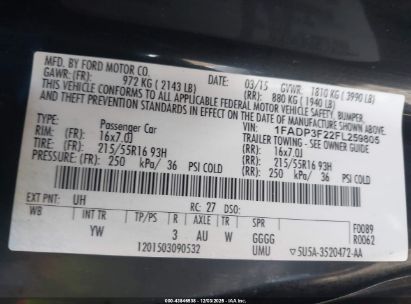 MFD. IN U.S.A.
BY FORD MOTOR CO.
DATE: 03/15 GVWR: 1810 KG (3990 LB)
GAWR:(FR): 972 KG (2143 LB) (RR): 880 KG (1940 LB)
THIS VEHICLE CONFORMS TO ALL APPLICABLE FEDERAL MOTOR VEHICLE SAFETY, BUMPER,
AND THEFT PREVENTION STANDARDS IN EFFECT ON THE DATE OF MANUFACTURE SHOWN ABOVE.
VIN: 1FADP3F22FL259805
TYPE: Passenger Car TRAILER TOWING - SEE OWNER GUIDE
RIM:(FR): 16x7.0J (RR): 16x7.0J
TIRE:(FR): 215/55R16 93H (RR): 215/55R16 93H
(FR): 250 kPa/ 36 PSI COLD (RR): 250 kPa/ 36 PSI COLD
EXT PNT: UH RC: 27 DSO:
WB INT TR TP/PS R AXLE TR SPR F0089
YW 3 AU W GGGG R0062
1201503090532 UMU 5U5A-3520472-AA